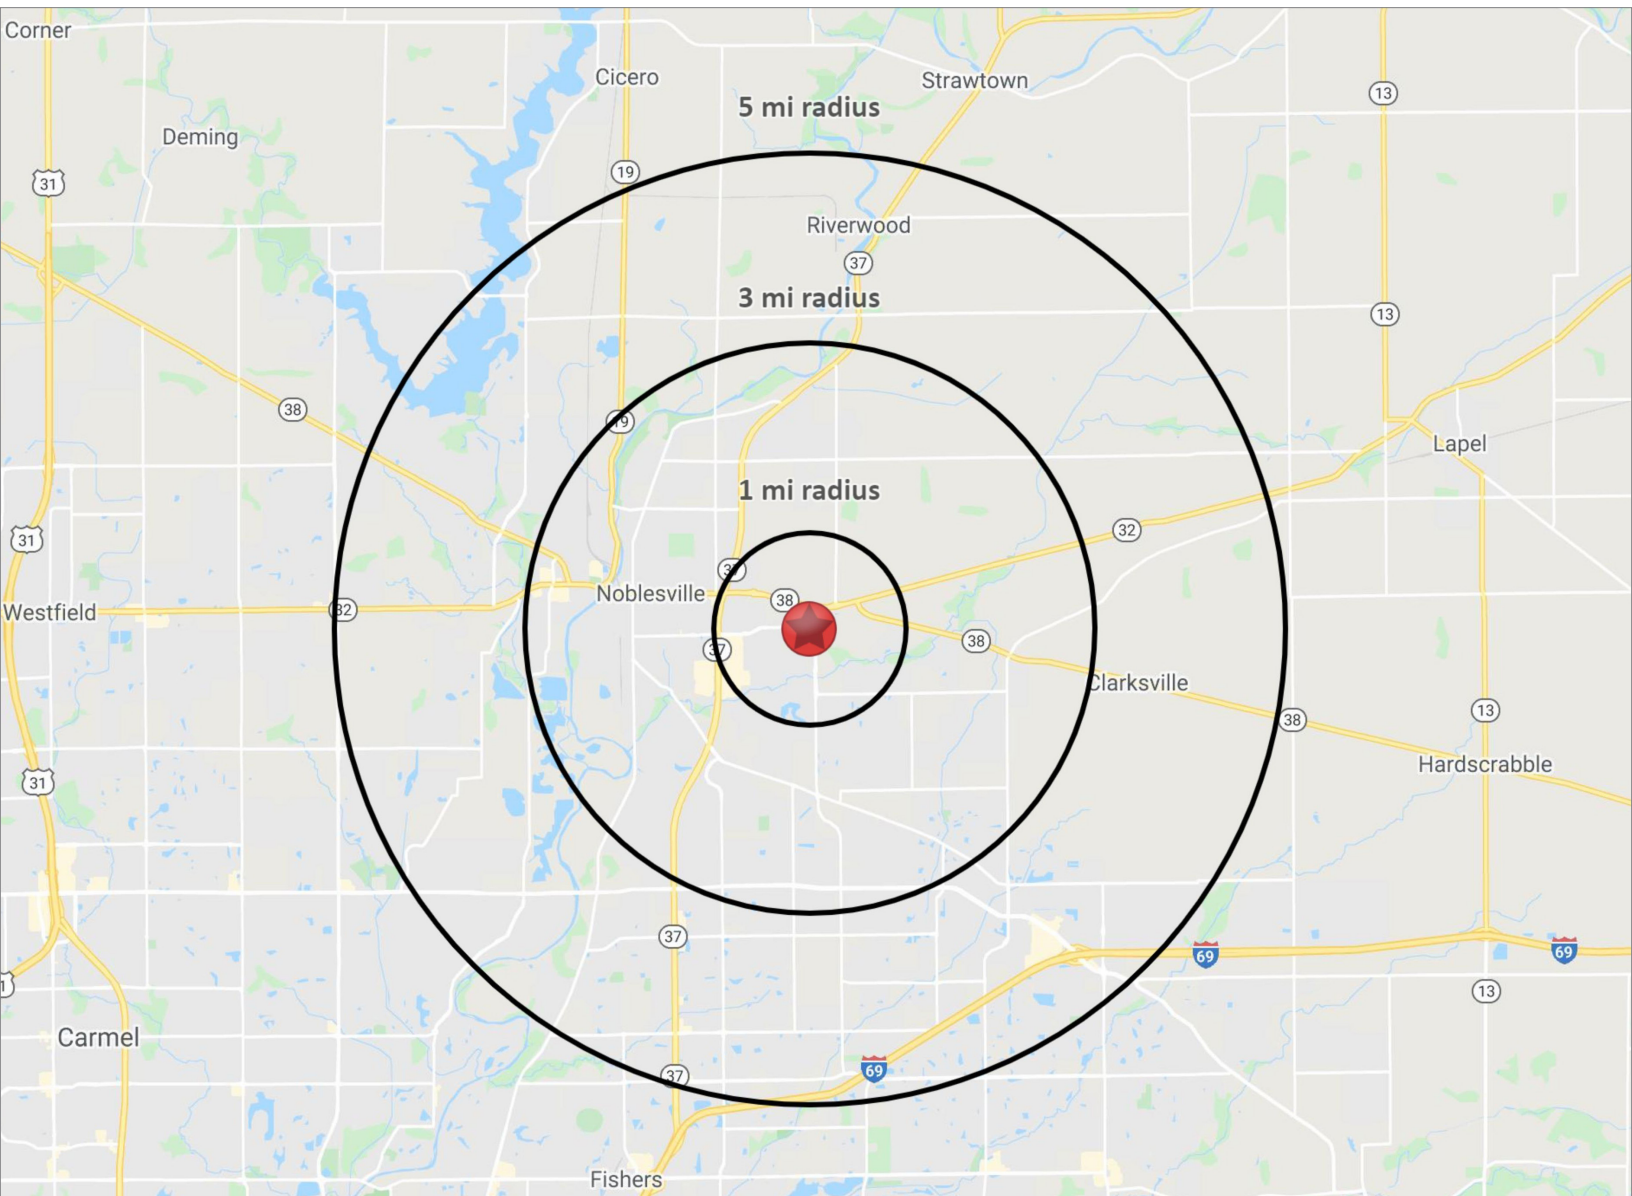 Corner
Cicero
Strawtown
13
5 mi radius
Deming
19
31
Riverwood
37
3 mi radius
13
38
19
Lapel
1 mi radius
32
31
37
Noblesville
38
32
Westfield
38
37
Clarksville
13
38
Hardscrabble
31
37
69
69
13
Carmel
69
37
Fishers